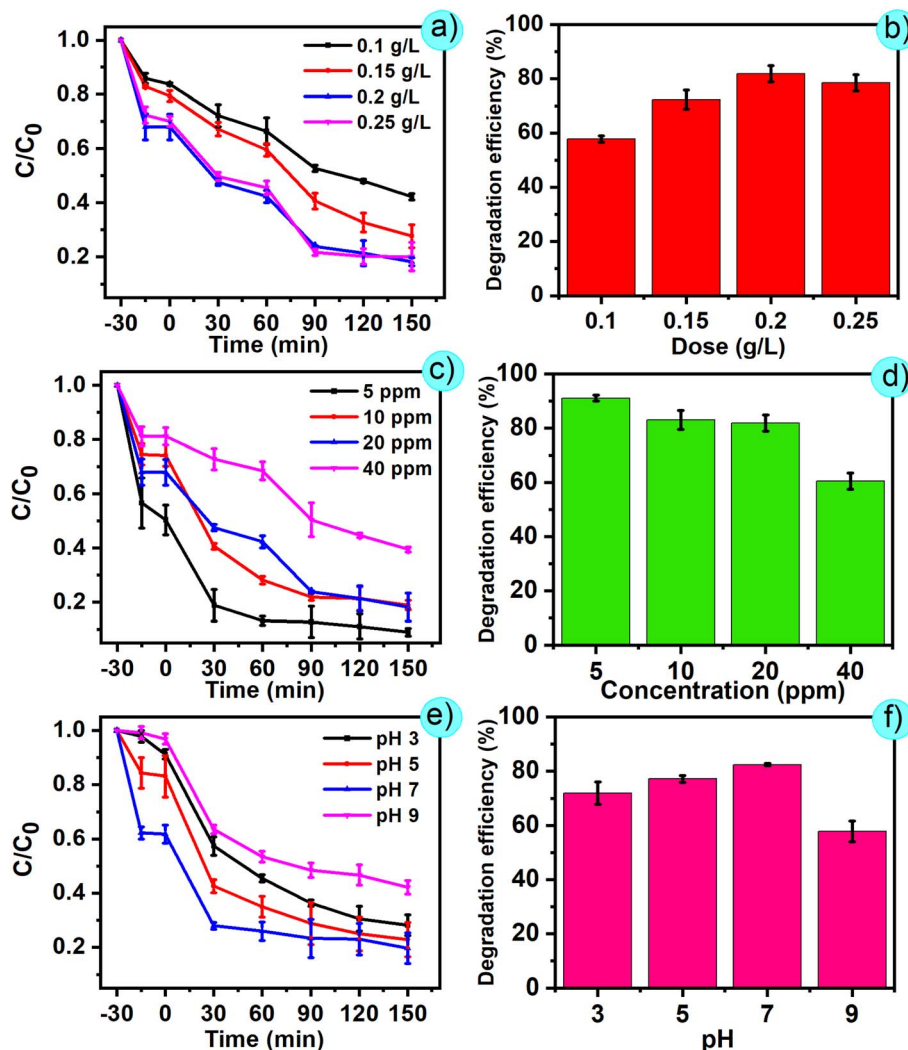 a)
0.1 g/L
0.15 g/L
0.2 g/L
0.25 g/L
1.0
0.8
0.6
0.4
0.2
C/C0
-30 0 30 60 90 120 150
Time (min)
b)
100
80
60
40
20
0
Degradation efficiency (%)
0.1 0.15 0.2 0.25
Dose (g/L)
c)
5 ppm
10 ppm
20 ppm
40 ppm
1.0
0.8
0.6
0.4
0.2
C/C0
-30 0 30 60 90 120 150
Time (min)
d)
100
80
60
40
20
0
Degradation efficiency (%)
5 10 20 40
Concentration (ppm)
e)
pH 3
pH 5
pH 7
pH 9
1.0
0.8
0.6
0.4
0.2
C/C0
-30 0 30 60 90 120 150
Time (min)
f)
100
80
60
40
20
0
Degradation efficiency (%)
3 5 7 9
pH